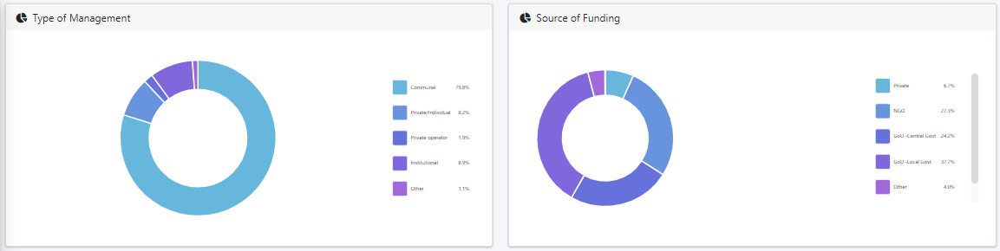 Type of Management
Communal 79.8%
Private/Individual 8.2%
Private operator 1.9%
Institutional 8.9%
Other 1.1%
Source of Funding
Private 6.7%
NGO 27.3%
GoU -Central Govt 24.2%
GoU -Local Govt 37.7%
Other 4.0%